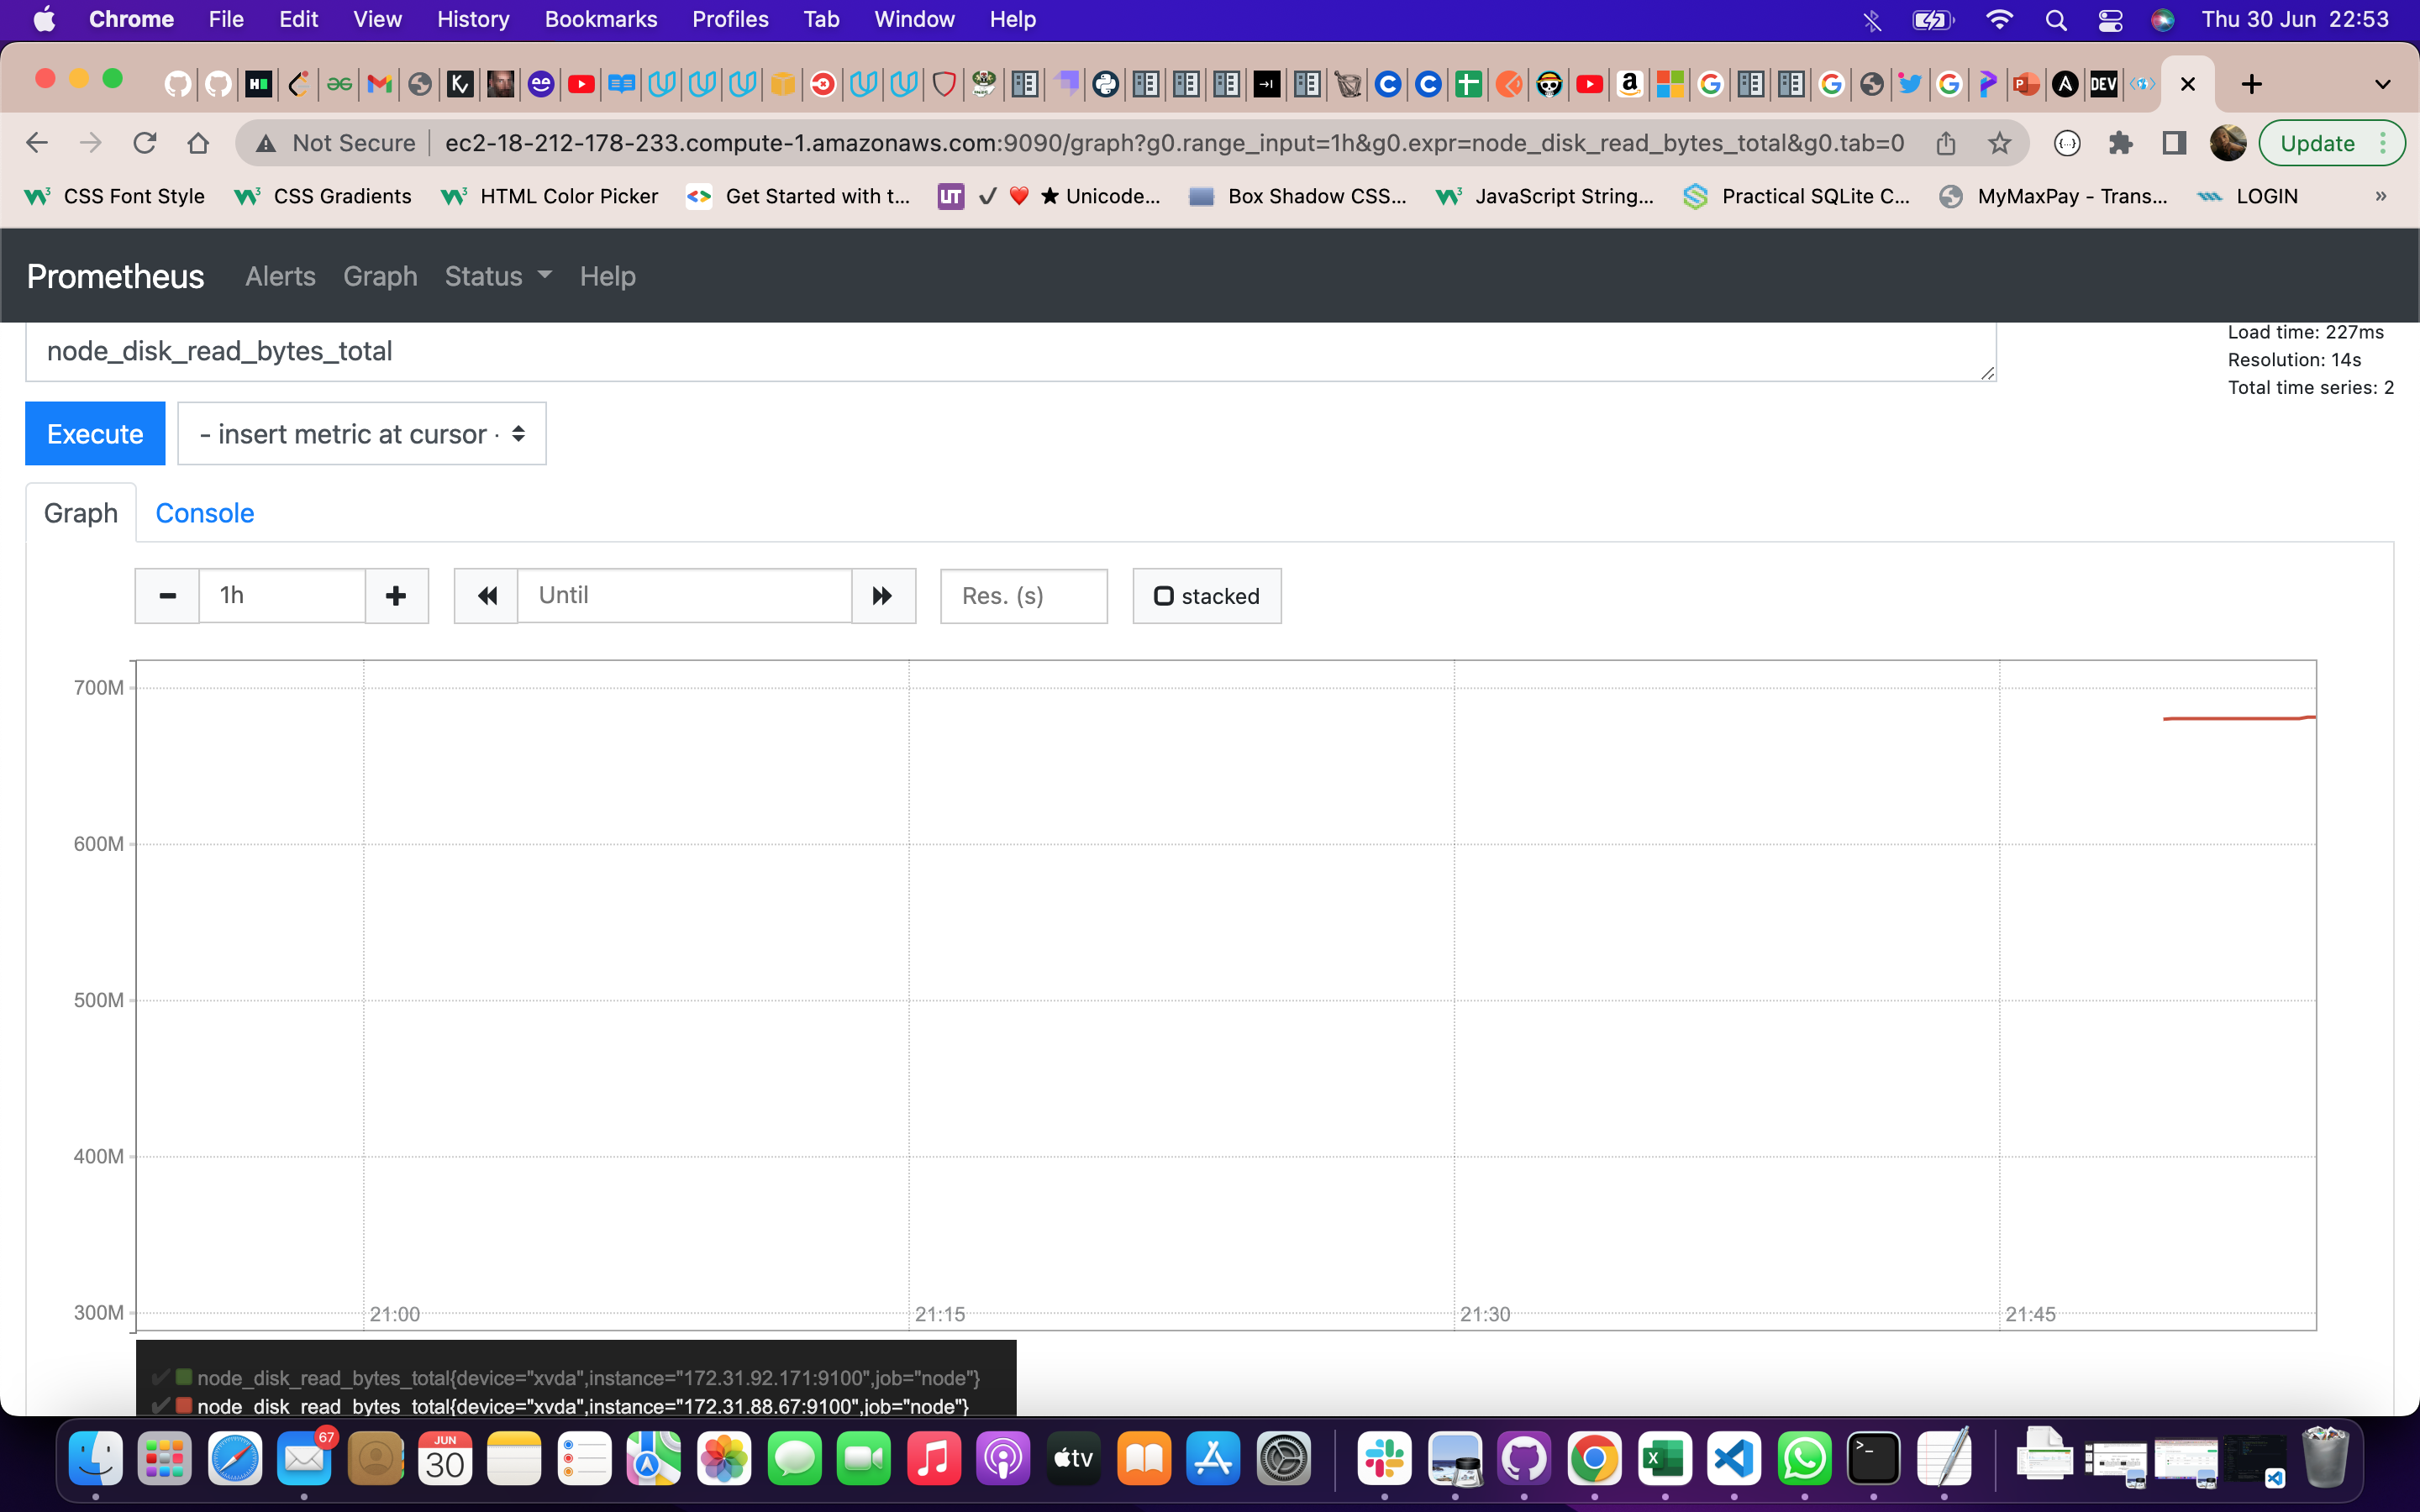 Chrome File Edit View History Bookmarks Profiles Tab Window Help Thu 30 Jun 22:53
Not Secure ec2-18-212-178-233.compute-1.amazonaws.com:9090/graph?g0.range_input=1h&g0.expr=node_disk_read_bytes_total&g0.tab=0 Update
CSS Font Style CSS Gradients HTML Color Picker Get Started with t... UT ✓ ❤ ★ Unicode... Box Shadow CSS... JavaScript String... Practical SQLite C... MyMaxPay - Trans... LOGIN »
Prometheus Alerts Graph Status Help
Load time: 227ms
node_disk_read_bytes_total
Resolution: 14s
Total time series: 2
Execute - insert metric at cursor -
Graph Console
− 1h + Until Res. (s) stacked
700M
600M
500M
400M
300M
21:00 21:15 21:30 21:45
node_disk_read_bytes_total{device="xvda",instance="172.31.92.171:9100",job="node"}
node_disk_read_bytes_total{device="xvda",instance="172.31.88.67:9100",job="node"}
67
JUN
30
tv